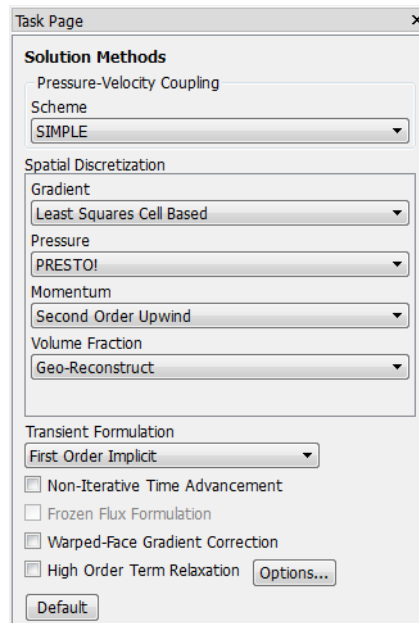 Task Page
Solution Methods
Pressure-Velocity Coupling
Scheme
SIMPLE
Spatial Discretization
Gradient
Least Squares Cell Based
Pressure
PRESTO!
Momentum
Second Order Upwind
Volume Fraction
Geo-Reconstruct
Transient Formulation
First Order Implicit
Non-Iterative Time Advancement
Frozen Flux Formulation
Warped-Face Gradient Correction
High Order Term Relaxation Options...
Default